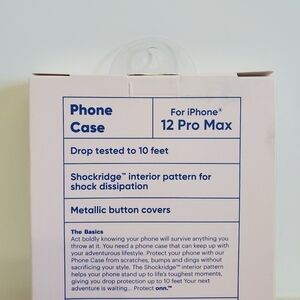 Phone
Case
For iPhone®
12 Pro Max
Drop tested to 10 feet
Shockridge™ interior pattern for
shock dissipation
Metallic button covers
The Basics
Act boldly knowing your phone will survive anything you
throw at it. You need a phone case that can keep up with
your adventurous lifestyle. Protect your phone with our
Phone Case from scratches, bumps and dings without
sacrificing your style. The Shockridge™ interior pattern
helps your phone stand up to life's toughest moments,
giving you drop protection up to 10 feet Your next
adventure is waiting... Protect onn.™